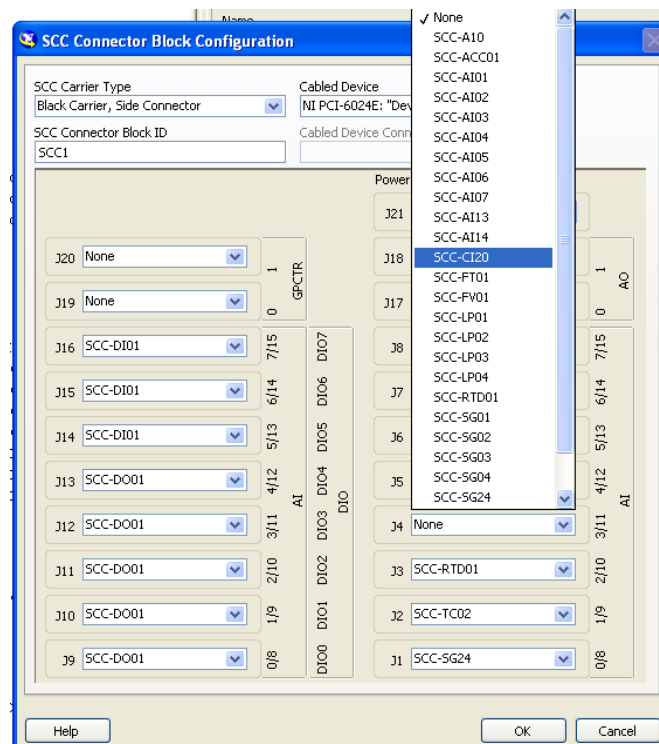 Name
SCC Connector Block Configuration
SCC Carrier Type
Black Carrier, Side Connector
Cabled Device
NI PCI-6024E: "Dev
SCC Connector Block ID
SCC1
Cabled Device Conn
None
SCC-A10
SCC-ACC01
SCC-AI01
SCC-AI02
SCC-AI03
SCC-AI04
SCC-AI05
SCC-AI06
SCC-AI07
SCC-AI13
SCC-AI14
SCC-CI20
SCC-FT01
SCC-FV01
SCC-LP01
SCC-LP02
SCC-LP03
SCC-LP04
SCC-RTD01
SCC-SG01
SCC-SG02
SCC-SG03
SCC-SG04
SCC-SG24
Power
J21
J20 None
J19 None
1
0
GPCTR
J16 SCC-DI01 7/15 DIO7
J15 SCC-DI01 6/14 DIO6
J14 SCC-DI01 5/13 DIO5
J13 SCC-DO01 4/12 DIO4
J12 SCC-DO01 3/11 DIO3
J11 SCC-DO01 2/10 DIO2
J10 SCC-DO01 1/9 DIO1
J9 SCC-DO01 0/8 DIO0
AI
DIO
J18 1
J17 0
AO
J8 7/15
J7 6/14
J6 5/13
J5 4/12
J4 None 3/11
J3 SCC-RTD01 2/10
J2 SCC-TC02 1/9
J1 SCC-SG24 0/8
AI
Help
OK
Cancel